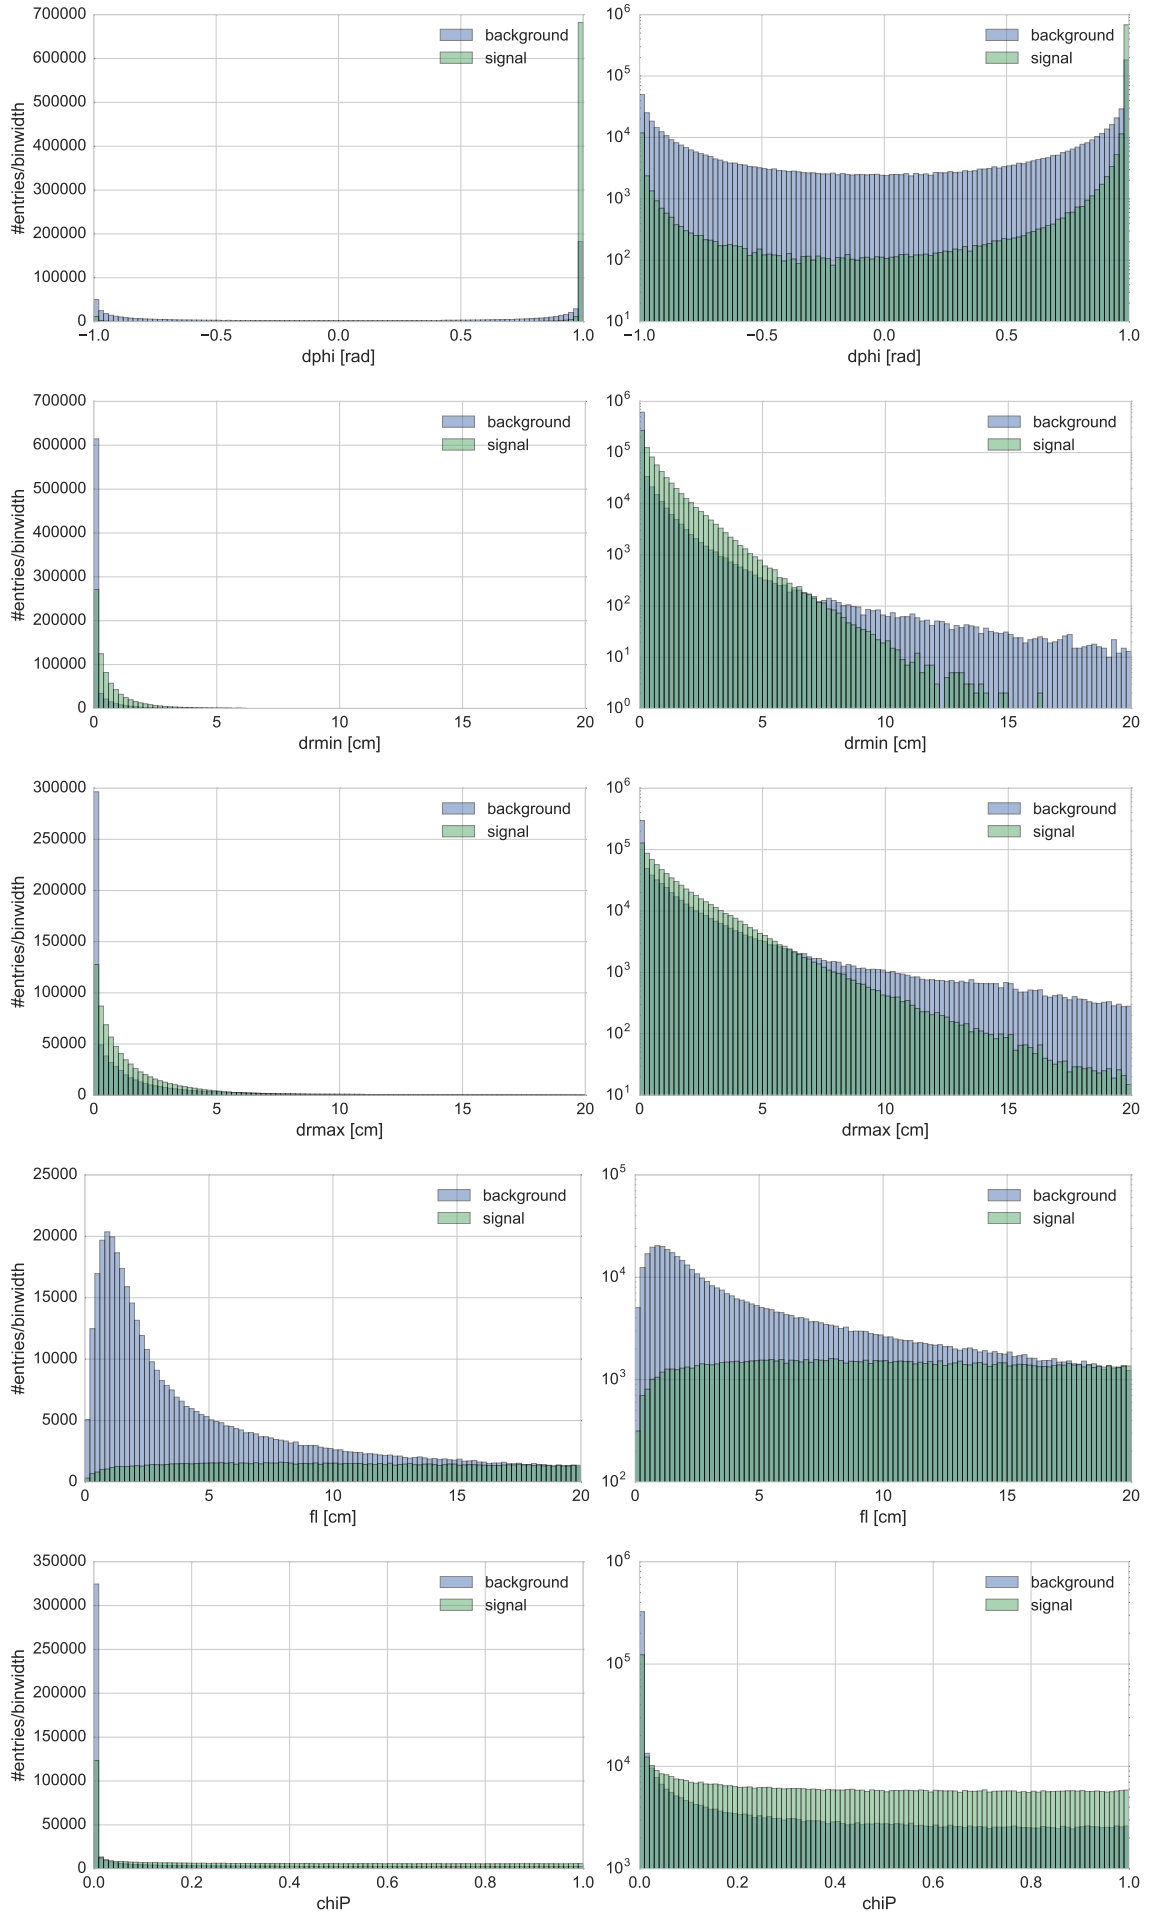 700000
600000
500000
400000
300000
200000
100000
0
#entries/binwidth
background
signal
−1.0 −0.5 0.0 0.5 1.0
dphi [rad]
10^6
10^5
10^4
10^3
10^2
10^1
background
signal
−1.0 −0.5 0.0 0.5 1.0
dphi [rad]
700000
600000
500000
400000
300000
200000
100000
0
#entries/binwidth
background
signal
0 5 10 15 20
drmin [cm]
10^6
10^5
10^4
10^3
10^2
10^1
10^0
background
signal
0 5 10 15 20
drmin [cm]
300000
250000
200000
150000
100000
50000
0
#entries/binwidth
background
signal
0 5 10 15 20
drmax [cm]
10^6
10^5
10^4
10^3
10^2
10^1
background
signal
0 5 10 15 20
drmax [cm]
25000
20000
15000
10000
5000
0
#entries/binwidth
background
signal
0 5 10 15 20
fl [cm]
10^5
10^4
10^3
10^2
background
signal
0 5 10 15 20
fl [cm]
350000
300000
250000
200000
150000
100000
50000
0
#entries/binwidth
background
signal
0.0 0.2 0.4 0.6 0.8 1.0
chiP
10^6
10^5
10^4
10^3
background
signal
0.0 0.2 0.4 0.6 0.8 1.0
chiP